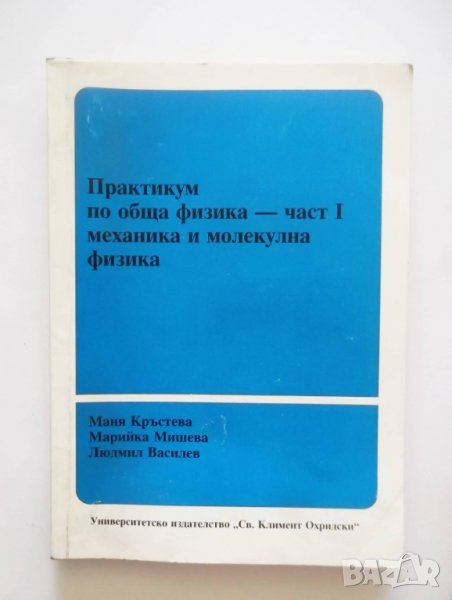 Практикум
по обща физика — част I
механика и молекулна
физика
Маня Кръстева
Марийка Мишева
Людмил Василев
Университетско издателство „Св. Климент Охридски“
BAZAR